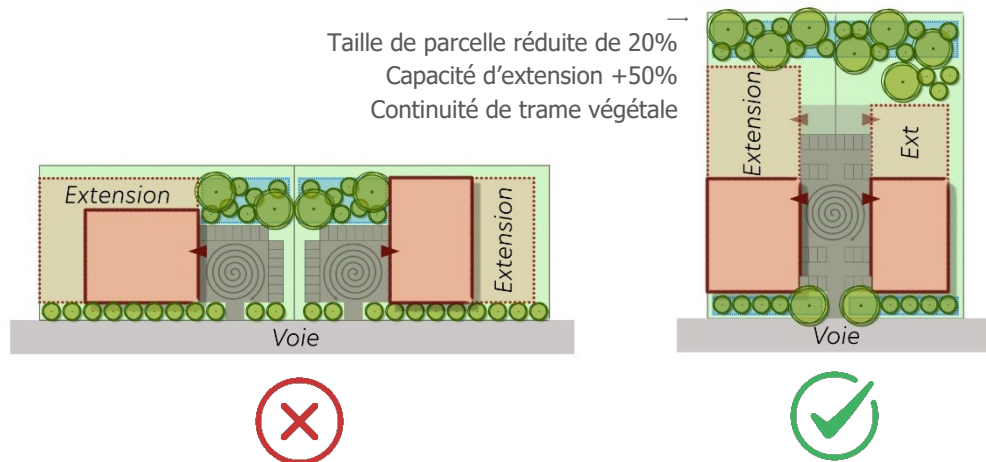 Taille de parcelle réduite de 20%
Capacité d’extension +50%
Continuité de trame végétale
Extension
Extension
Voie
Extension
Ext
Voie